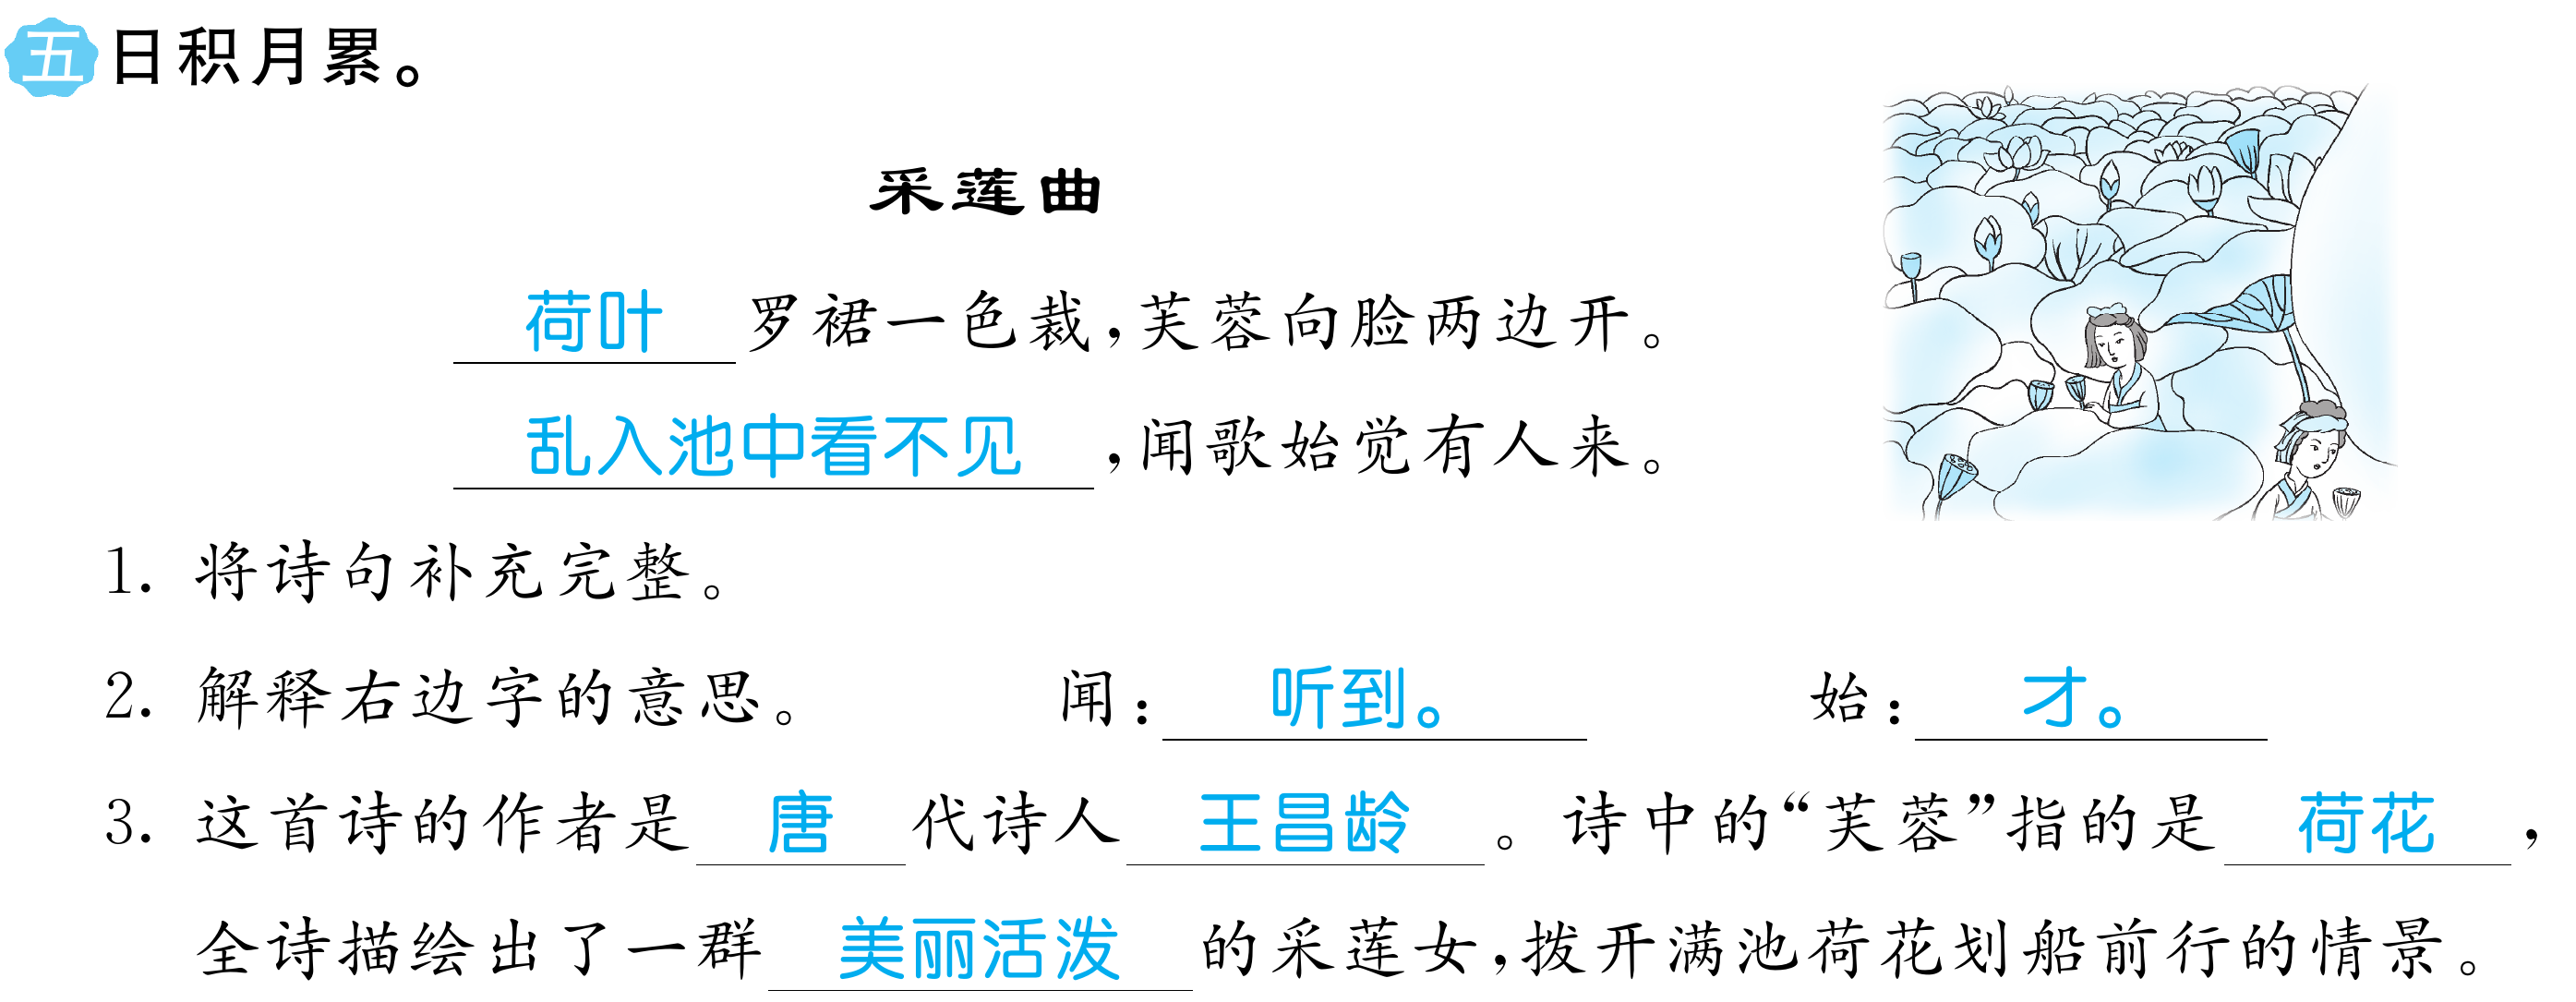 五 日积月累。
采莲曲
荷叶罗裙一色裁,芙蓉向脸两边开。
乱入池中看不见,闻歌始觉有人来。
1. 将诗句补充完整。
2. 解释右边字的意思。 闻:听到。 始:才。
3. 这首诗的作者是唐代诗人王昌龄。诗中的“芙蓉”指的是荷花,
全诗描绘出了一群美丽活泼的采莲女,拨开满池荷花划船前行的情景。